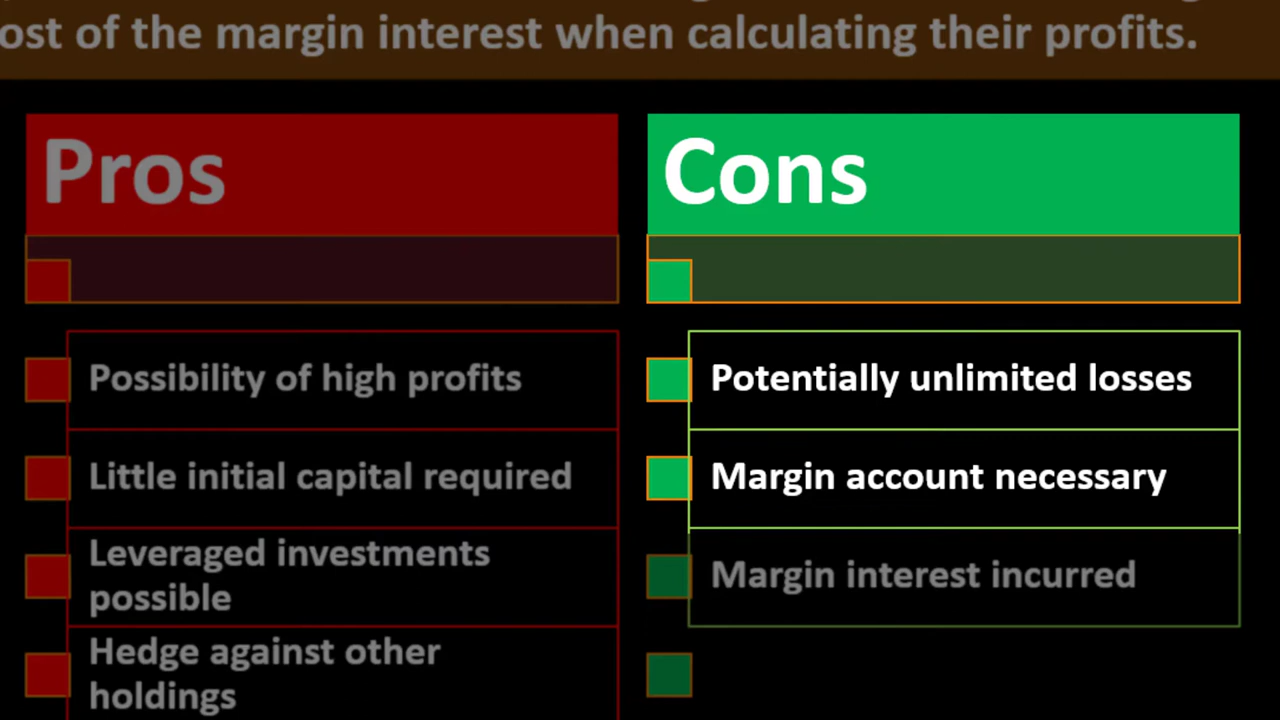 ost of the margin interest when calculating their profits.
Pros
Cons
Possibility of high profits
Little initial capital required
Leveraged investments
possible
Hedge against other
holdings
Potentially unlimited losses
Margin account necessary
Margin interest incurred